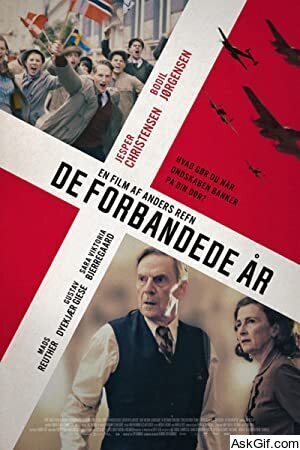 JESPER
CHRISTENSEN
BODIL
JØRGENSEN
HVAD GØR DU NÅR
ONDSKABEN BANKER
PÅ DIN DØR?
EN FILM AF ANDERS REFN
DE FORBANDEDE ÅR
MADS
REUTHER
GUSTAV
DYEKJÆR GIESE
SARA VIKTORIA
BJERREGAARD
AskGif.com